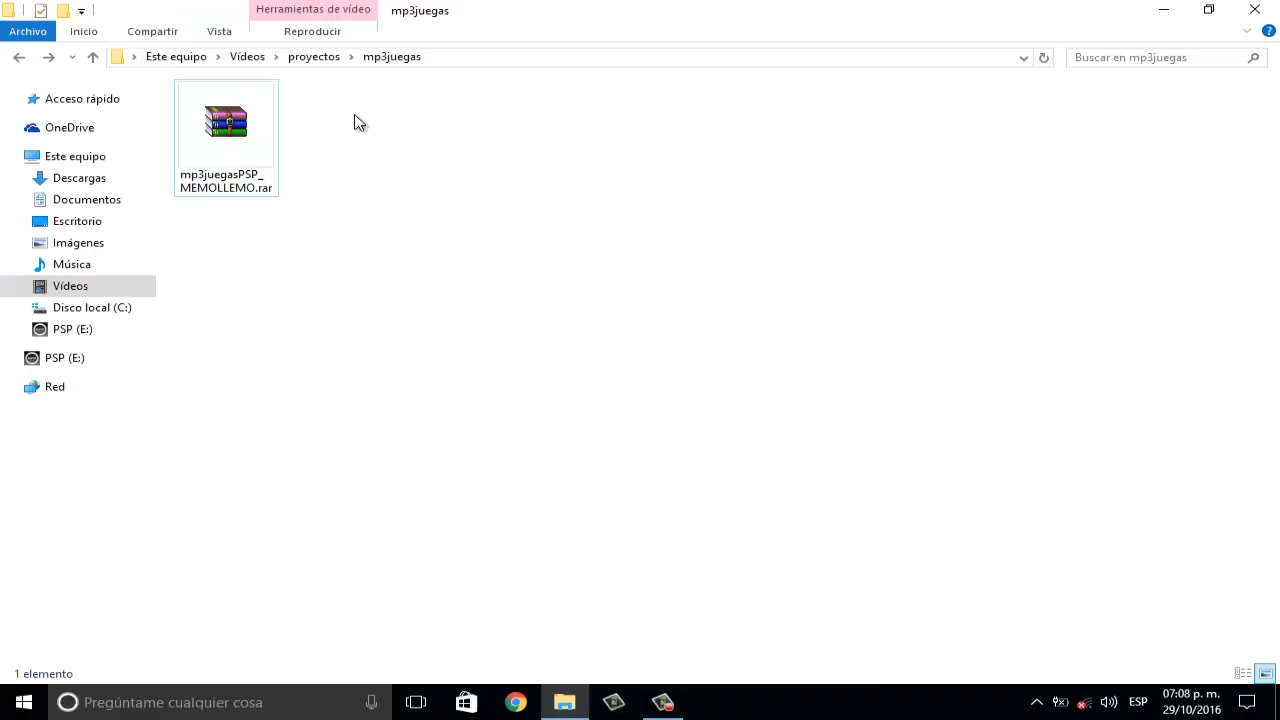 Herramientas de vídeo
mp3juegas
Archivo
Inicio
Compartir
Vista
Reproducir
Este equipo
Vídeos
proyectos
mp3juegas
Buscar en mp3juegas
Acceso rápido
OneDrive
Este equipo
Descargas
Documentos
Escritorio
Imágenes
Música
Vídeos
Disco local (C:)
PSP (E:)
PSP (E:)
Red
mp3juegasPSP_
MEMOLLEMO.rar
1 elemento
Pregúntame cualquier cosa
ESP
07:08 p. m.
29/10/2016